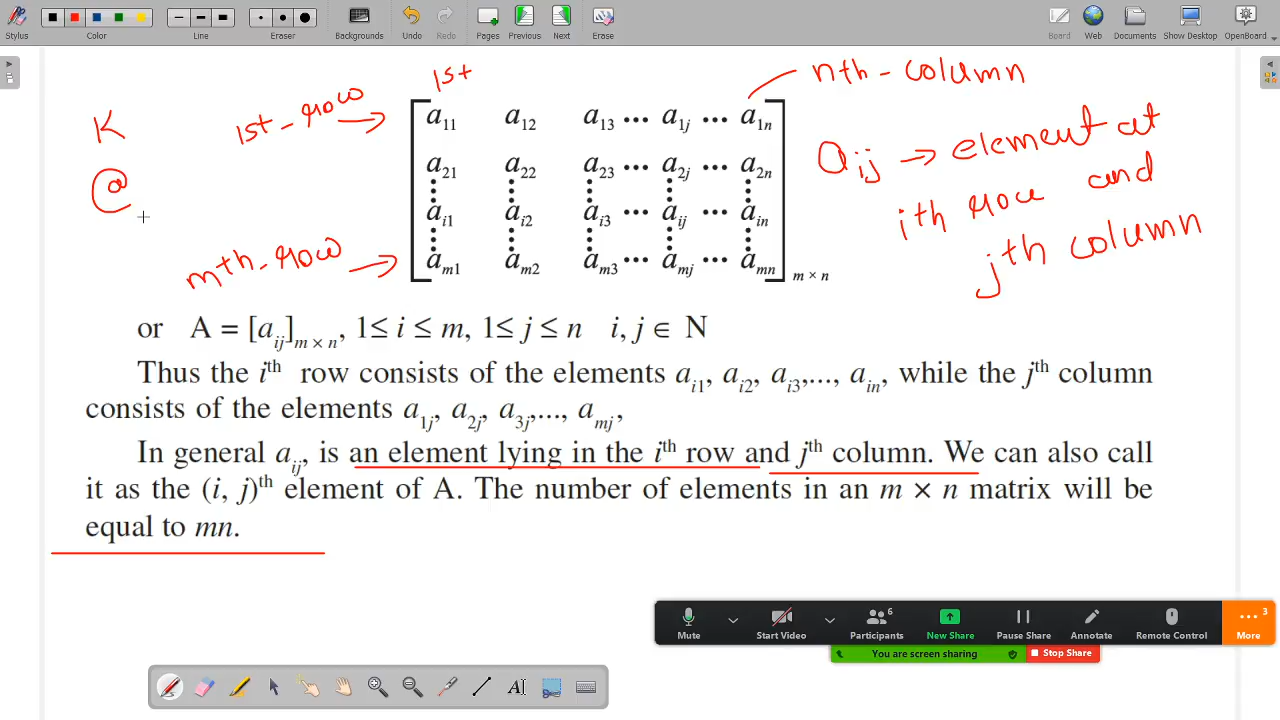 Stylus Color Line Eraser Backgrounds Undo Redo Pages Previous Next Erase Board Web Documents Show Desktop OpenBoard
1st
nth-column
1st-row
K
@
mth-row
a11 a12 a13 ... a1j ... a1n
a21 a22 a23 ... a2j ... a2n
ai1 ai2 ai3 ... aij ... ain
am1 am2 am3 ... amj ... amn
m × n
aij → element at
ith row and
jth column
or A = [aij]m × n, 1≤ i ≤ m, 1≤ j ≤ n i, j ∈ N
Thus the ith row consists of the elements ai1, ai2, ai3,..., ain, while the jth column
consists of the elements a1j, a2j, a3j,..., amj,
In general aij, is an element lying in the ith row and jth column. We can also call
it as the (i, j)th element of A. The number of elements in an m × n matrix will be
equal to mn.
6
3
Mute Start Video Participants New Share Pause Share Annotate Remote Control More
You are screen sharing Stop Share